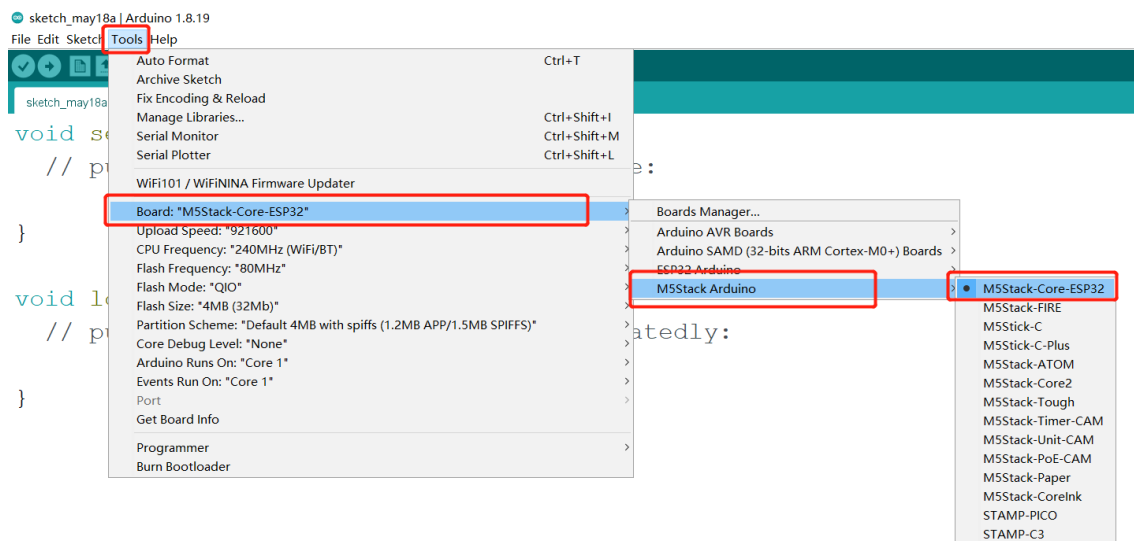 sketch_may18a | Arduino 1.8.19
File Edit Sketch Tools Help
Auto Format Ctrl+T
Archive Sketch
sketch_may18a
Fix Encoding & Reload
Manage Libraries... Ctrl+Shift+I
Serial Monitor Ctrl+Shift+M
Serial Plotter Ctrl+Shift+L
void se
// pu e:
WiFi101 / WiFiNINA Firmware Updater
Board: "M5Stack-Core-ESP32"
Upload Speed: "921600"
CPU Frequency: "240MHz (WiFi/BT)"
Flash Frequency: "80MHz"
Flash Mode: "QIO"
Flash Size: "4MB (32Mb)"
Partition Scheme: "Default 4MB with spiffs (1.2MB APP/1.5MB SPIFFS)"
Core Debug Level: "None"
Arduino Runs On: "Core 1"
Events Run On: "Core 1"
Port
Get Board Info
Programmer
Burn Bootloader
}
void lo
// pu atedly:
}
Boards Manager...
Arduino AVR Boards
Arduino SAMD (32-bits ARM Cortex-M0+) Boards
ESP32 Arduino
M5Stack Arduino
M5Stack-Core-ESP32
M5Stack-FIRE
M5Stick-C
M5Stick-C-Plus
M5Stack-ATOM
M5Stack-Core2
M5Stack-Tough
M5Stack-Timer-CAM
M5Stack-Unit-CAM
M5Stack-PoE-CAM
M5Stack-Paper
M5Stack-CoreInk
STAMP-PICO
STAMP-C3